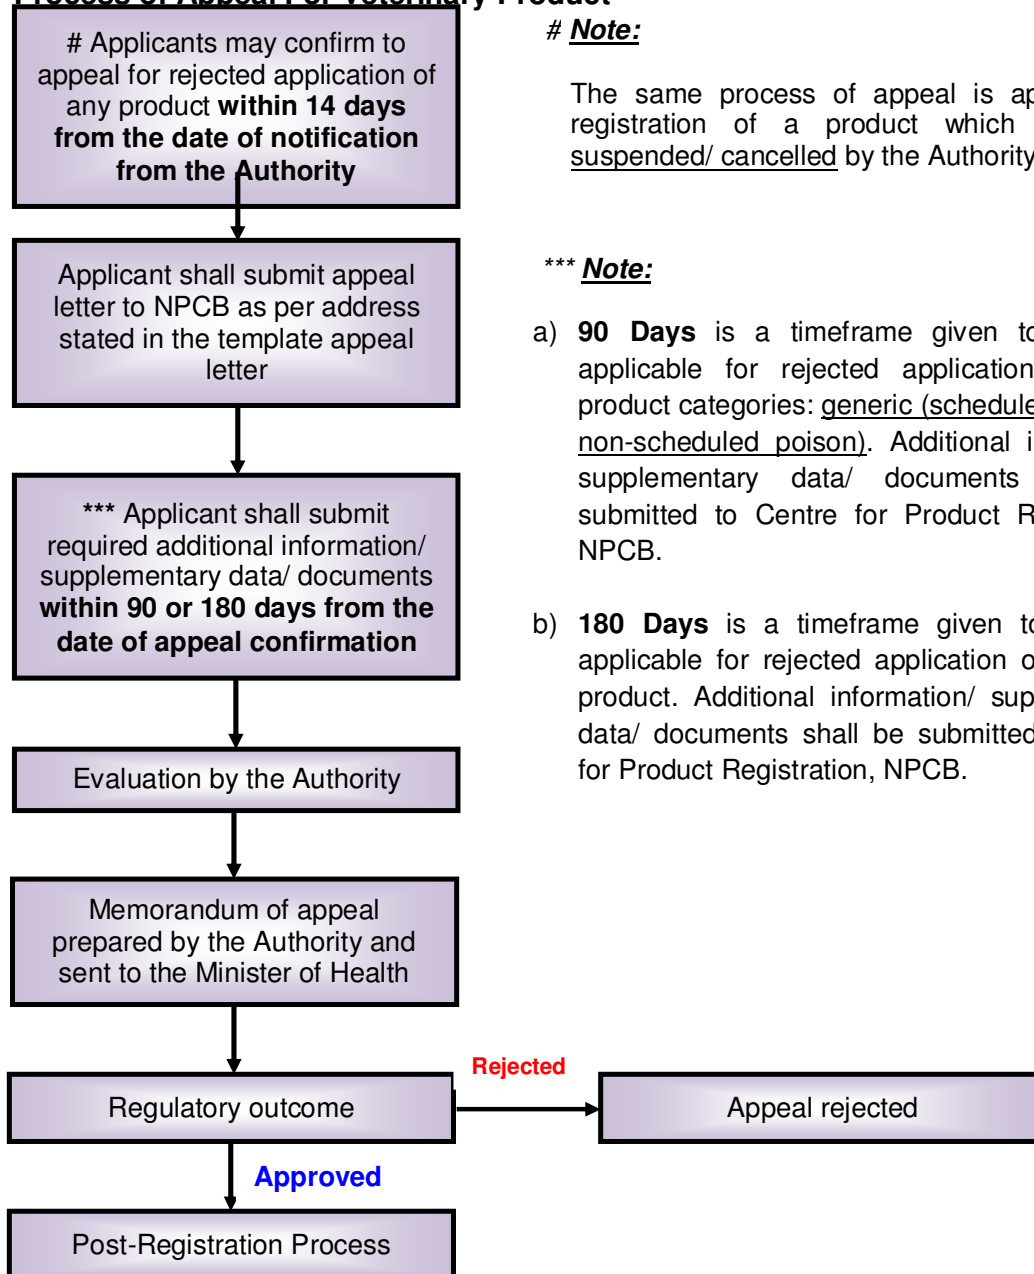 Process of Appeal For Veterinary Product
# Applicants may confirm to
appeal for rejected application of
any product within 14 days
from the date of notification
from the Authority
Applicant shall submit appeal
letter to NPCB as per address
stated in the template appeal
letter
*** Applicant shall submit
required additional information/
supplementary data/ documents
within 90 or 180 days from the
date of appeal confirmation
Evaluation by the Authority
Memorandum of appeal
prepared by the Authority and
sent to the Minister of Health
Regulatory outcome
Rejected
Appeal rejected
Approved
Post-Registration Process
# Note:
The same process of appeal is
registration of a product which
suspended/ cancelled by the Authority
*** Note:
a) 90 Days is a timeframe given
applicable for rejected application
product categories: generic
non-scheduled poison). Additional
supplementary data/ documents
submitted to Centre for Product
NPCB.
b) 180 Days is a timeframe given
applicable for rejected application
product. Additional information/
data/ documents shall be submitted
for Product Registration, NPCB.